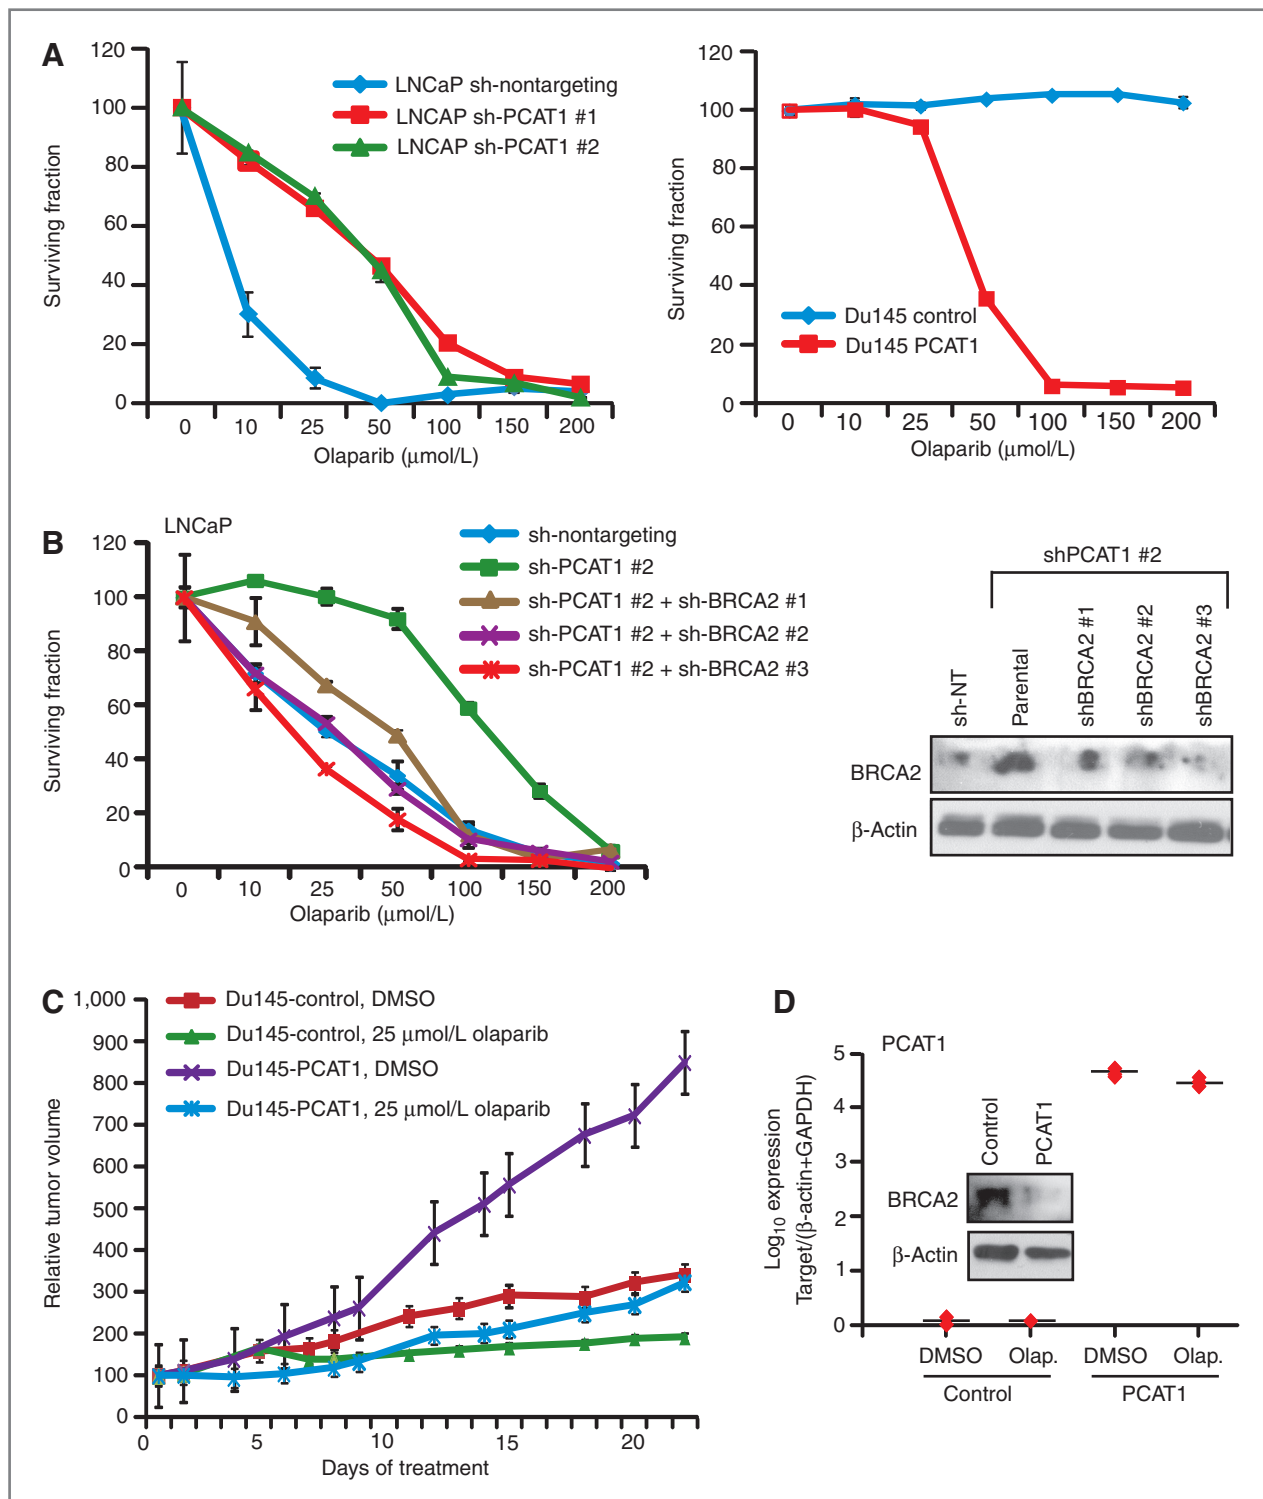 A
120
100
80
60
40
20
0
Surviving fraction
LNCaP sh-nontargeting
LNCAP sh-PCAT1 #1
LNCAP sh-PCAT1 #2
0 10 25 50 100 150 200
Olaparib (μmol/L)
120
100
80
60
40
20
0
Surviving fraction
Du145 control
Du145 PCAT1
0 10 25 50 100 150 200
Olaparib (μmol/L)
B
LNCaP
120
100
80
60
40
20
0
Surviving fraction
sh-nontargeting
sh-PCAT1 #2
sh-PCAT1 #2 + sh-BRCA2 #1
sh-PCAT1 #2 + sh-BRCA2 #2
sh-PCAT1 #2 + sh-BRCA2 #3
0 10 25 50 100 150 200
Olaparib (μmol/L)
shPCAT1 #2
sh-NT
Parental
shBRCA2 #1
shBRCA2 #2
shBRCA2 #3
BRCA2
β-Actin
C
1,000
900
800
700
600
500
400
300
200
100
0
Relative tumor volume
Du145-control, DMSO
Du145-control, 25 μmol/L olaparib
Du145-PCAT1, DMSO
Du145-PCAT1, 25 μmol/L olaparib
0 5 10 15 20
Days of treatment
D
PCAT1
5
4
3
2
1
0
Log10 expression
Target/(β-actin+GAPDH)
Control
PCAT1
BRCA2
β-Actin
DMSO Olap. DMSO Olap.
Control PCAT1